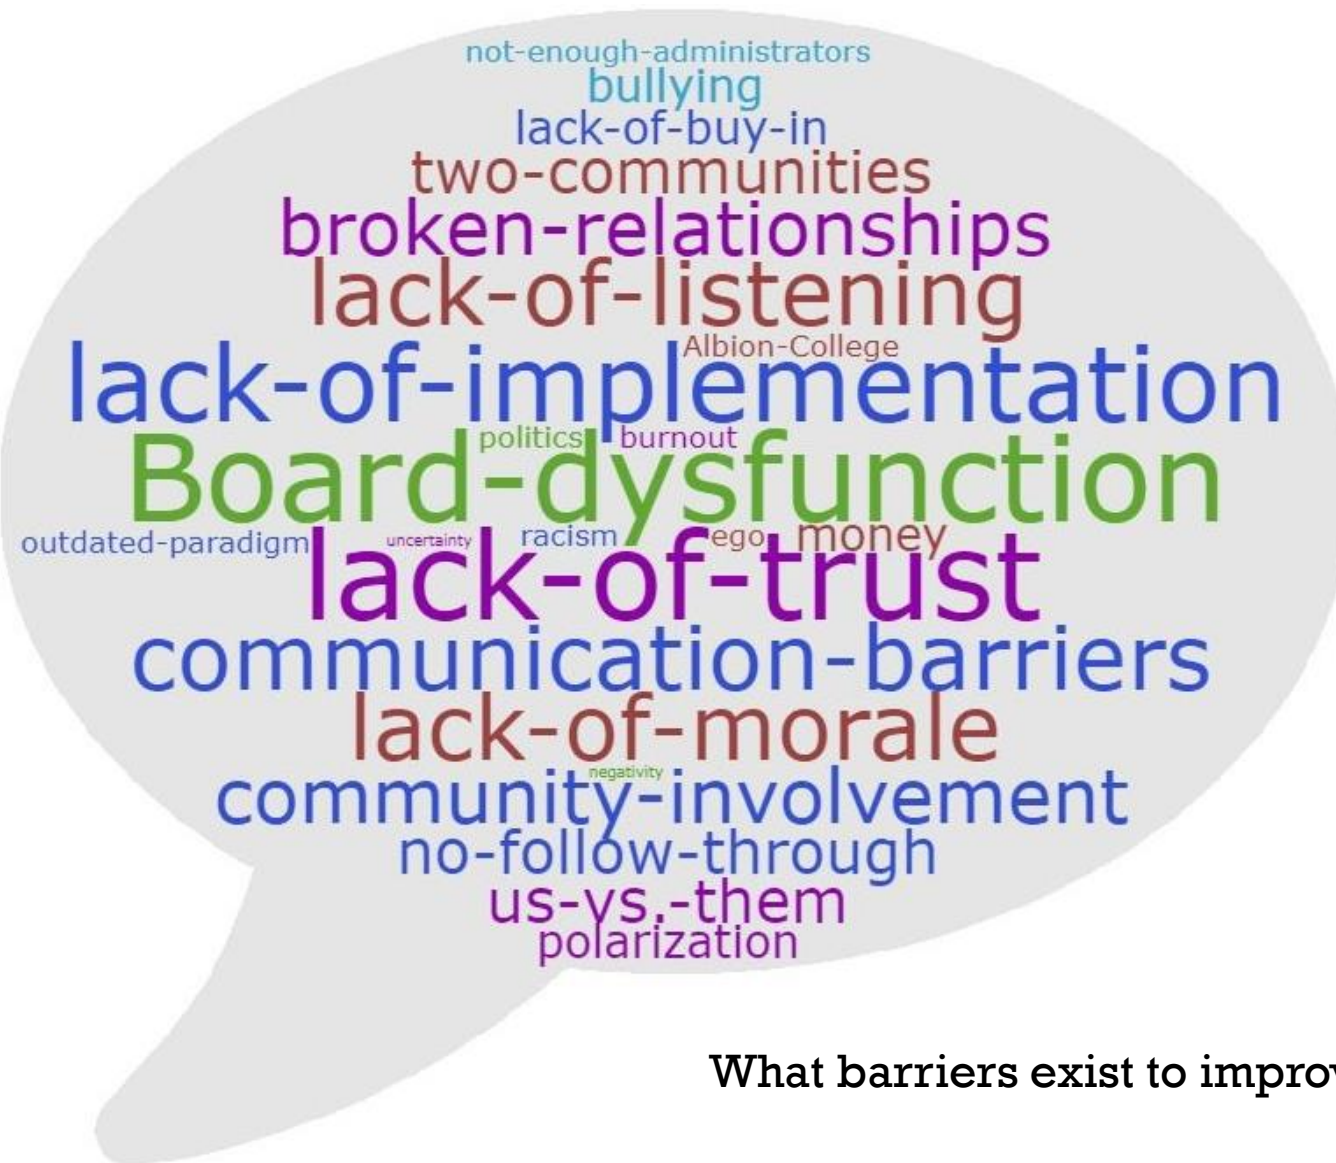 not-enough-administrators
bullying
lack-of-buy-in
two-communities
broken-relationships
lack-of-listening
Albion-College
lack-of-implementation
politics burnout
Board-dysfunction
outdated-paradigm uncertainty racism ego money
lack-of-trust
communication-barriers
lack-of-morale
negativity
community-involvement
no-follow-through
us-vs.-them
polarization
What barriers exist to